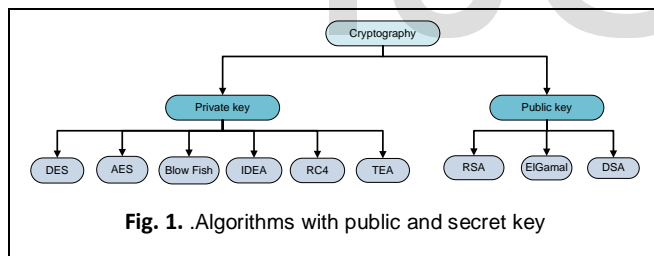 Cryptography
Private key
Public key
DES
AES
Blow Fish
IDEA
RC4
TEA
RSA
ElGamal
DSA
Fig. 1. .Algorithms with public and secret key